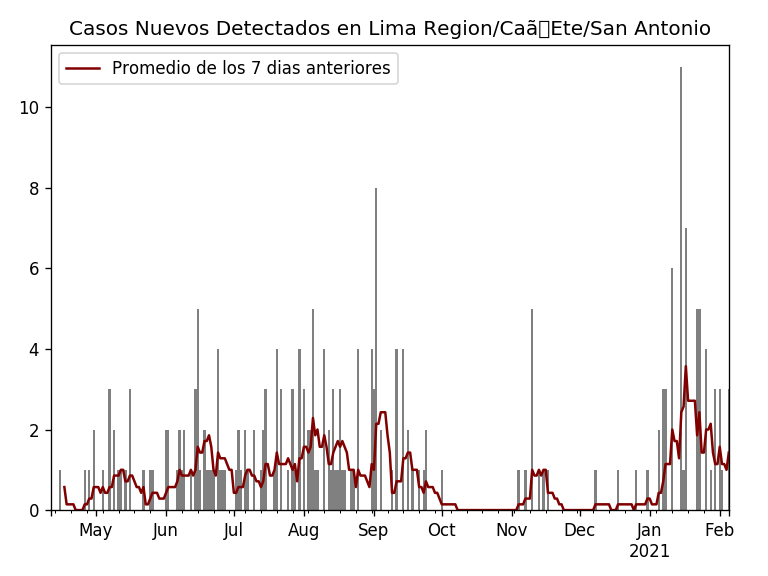 Casos Nuevos Detectados en Lima Region/Caã▯Ete/San Antonio
Promedio de los 7 dias anteriores
10
8
6
4
2
0
May Jun Jul Aug Sep Oct Nov Dec Jan Feb
2021